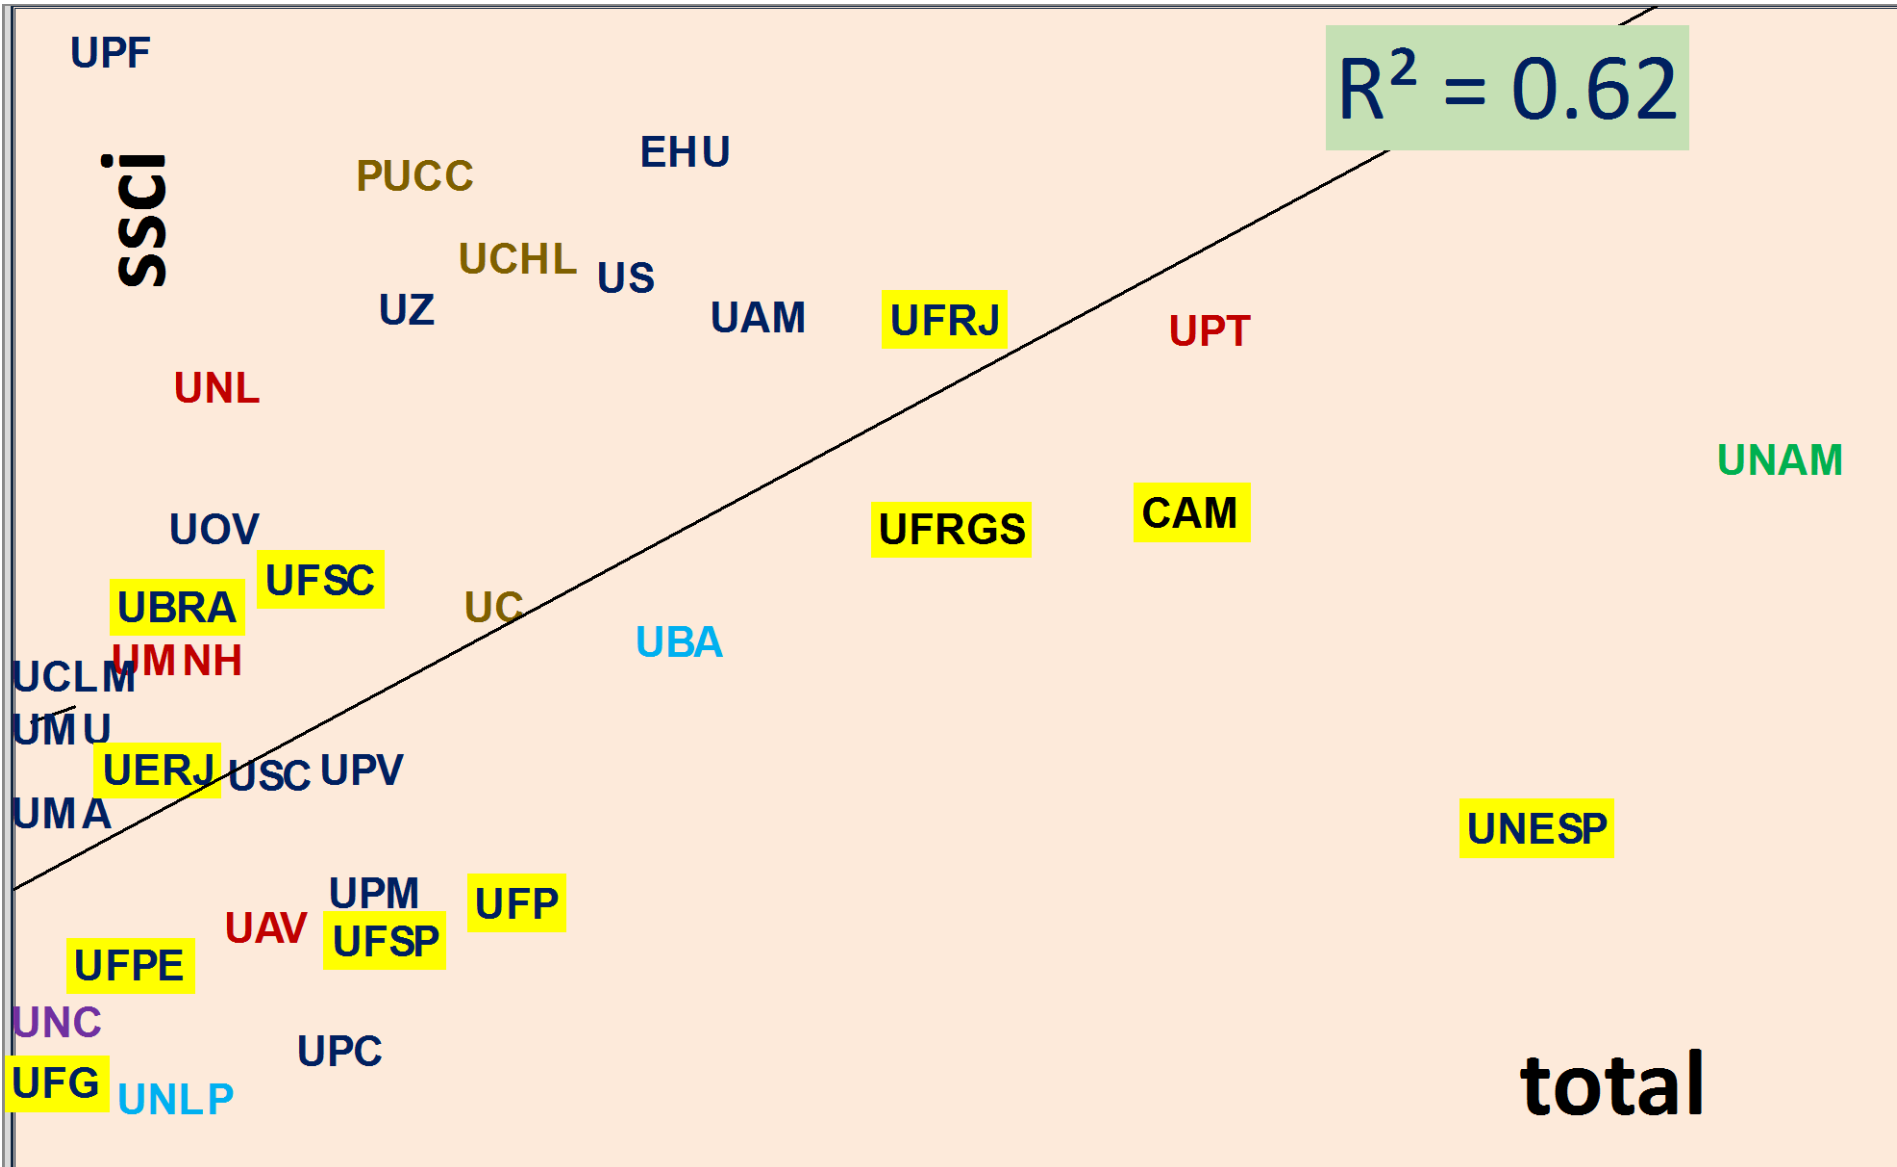 UPF
R² = 0.62
EHU
ssci
PUCC
UCHL
US
UZ
UAM
UFRJ
UPT
UNL
UNAM
CAM
UOV
UFRGS
UFSC
UBRA
UC
UBA
UMNH
UCLM
UMU
UERJ
USC
UPV
UMA
UNESP
UPM
UFP
UAV
UFSP
UFPE
UNC
UPC
UFG
UNLP
total